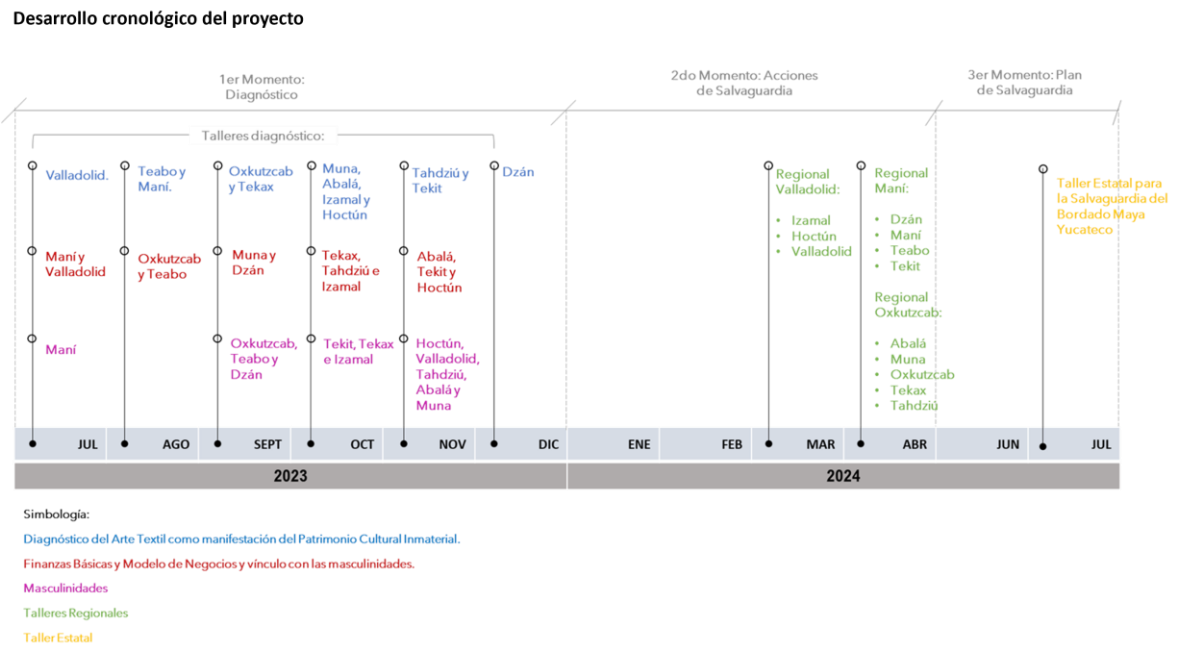 Desarrollo cronológico del proyecto
1er Momento:
Diagnóstico
2do Momento: Acciones
de Salvaguardia
3er Momento: Plan
de Salvaguardia
Talleres diagnóstico:
Valladolid.
Teabo y
Maní.
Oxkutzcab
y Tekax
Muna,
Abalá,
Izamal y
Hoctún
Tahdziú y
Tekit
Dzán
Maní y
Valladolid
Oxkutzcab
y Teabo
Muna y
Dzán
Tekax,
Tahdziú e
Izamal
Abalá,
Tekit y
Hoctún
Maní
Oxkutzcab,
Teabo y
Dzán
Tekit, Tekax
e Izamal
Hoctún,
Valladolid,
Tahdziú,
Abalá y
Muna
Regional
Valladolid:
• Izamal
• Hoctún
• Valladolid
Regional
Maní:
• Dzán
• Maní
• Teabo
• Tekit
Regional
Oxkutzcab:
• Abalá
• Muna
• Oxkutzcab
• Tekax
• Tahdziú
Taller Estatal para
la Salvaguardia del
Bordado Maya
Yucateco
JUL AGO SEPT OCT NOV DIC ENE FEB MAR ABR JUN JUL
2023 2024
Simbología:
Diagnóstico del Arte Textil como manifestación del Patrimonio Cultural Inmaterial.
Finanzas Básicas y Modelo de Negocios y vínculo con las masculinidades.
Masculinidades
Talleres Regionales
Taller Estatal